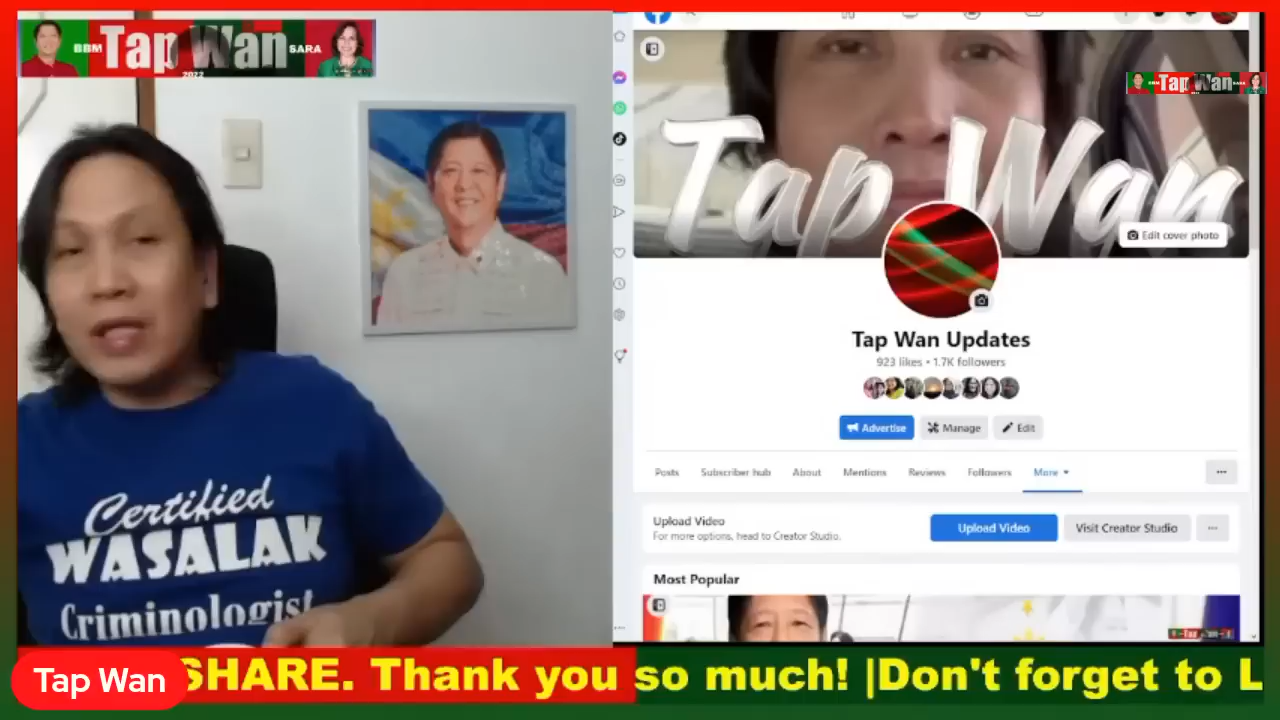 BBM Tap Wan SARA
2022
Certified
WASALAK
Criminologist
Tap Wan
Tap Wan
Edit cover photo
Tap Wan Updates
923 likes • 1.7K followers
Advertise
Manage
Edit
Posts
Subscriber hub
About
Mentions
Reviews
Followers
More
Upload Video
For more options, head to Creator Studio.
Upload Video
Visit Creator Studio
Most Popular
Tap Wan
SHARE. Thank you so much! |Don't forget to L